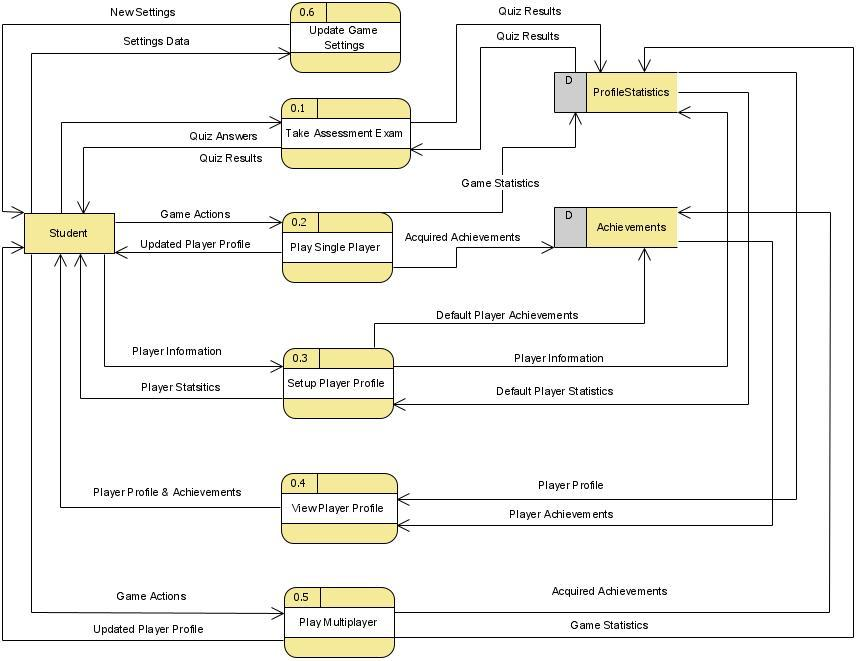 New Settings
0.6
Quiz Results
Update Game
Settings
Settings Data
Quiz Results
D
ProfileStatistics
0.1
Take Assessment Exam
Quiz Answers
Quiz Results
Game Statistics
Game Actions
0.2
D
Achievements
Student
Updated Player Profile
Play Single Player
Acquired Achievements
Default Player Achievements
Player Information
0.3
Player Information
Setup Player Profile
Player Statsitics
Default Player Statistics
0.4
Player Profile
Player Profile & Achievements
View Player Profile
Player Achievements
Game Actions
0.5
Acquired Achievements
Updated Player Profile
Play Multiplayer
Game Statistics